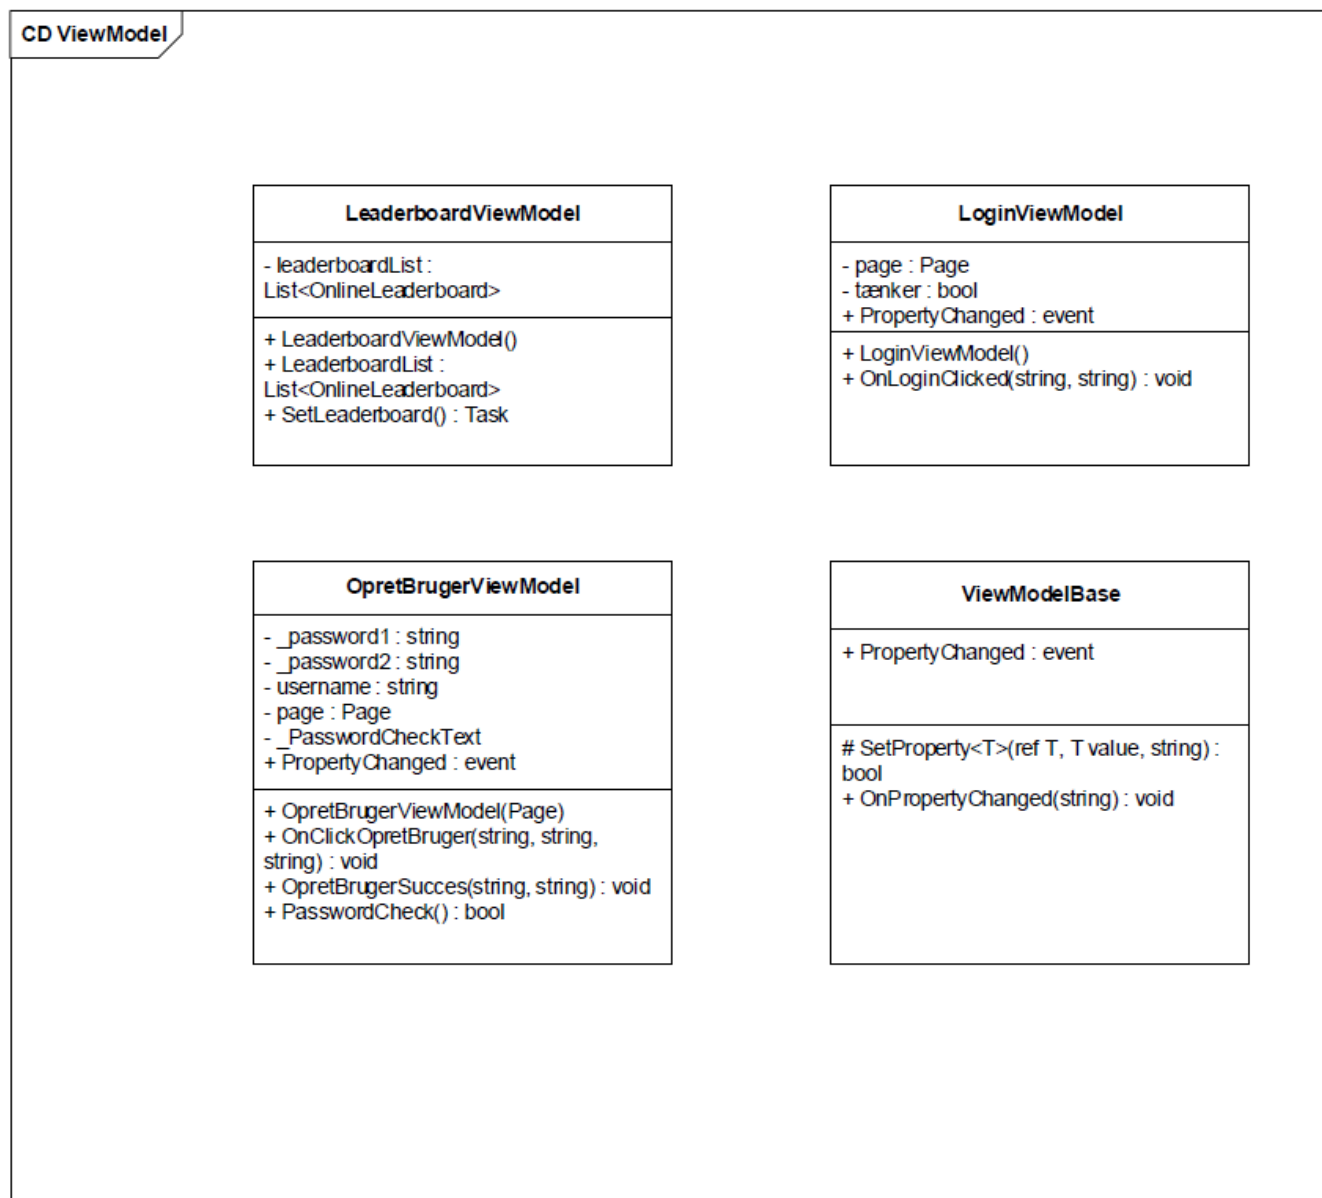 CD ViewModel
LeaderboardViewModel
- leaderboardList :
List<OnlineLeaderboard>
+ LeaderboardViewModel()
+ LeaderboardList :
List<OnlineLeaderboard>
+ SetLeaderboard() : Task
LoginViewModel
- page : Page
- tænker : bool
+ PropertyChanged : event
+ LoginViewModel()
+ OnLoginClicked(string, string) : void
OpretBrugerViewModel
- _password1 : string
- _password2 : string
- username : string
- page : Page
- _PasswordCheckText
+ PropertyChanged : event
+ OpretBrugerViewModel(Page)
+ OnClickOpretBruger(string, string,
string) : void
+ OpretBrugerSucces(string, string) : void
+ PasswordCheck() : bool
ViewModelBase
+ PropertyChanged : event
# SetProperty<T>(ref T, T value, string) :
bool
+ OnPropertyChanged(string) : void